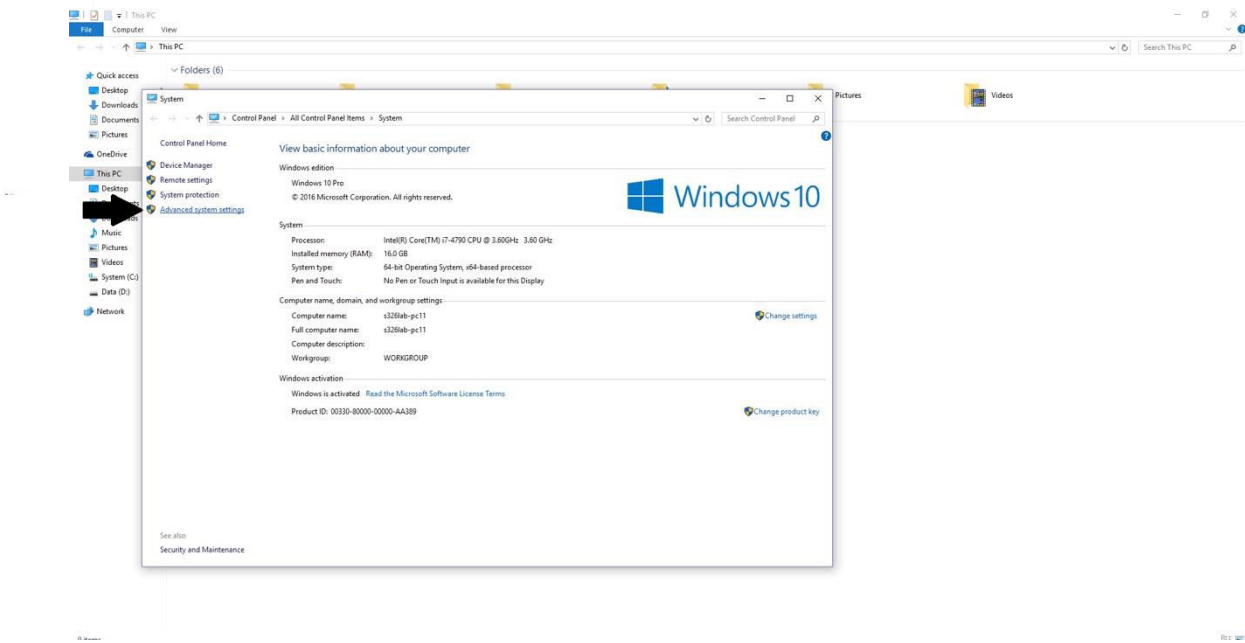 This PC
File Computer View
This PC
Search This PC
Quick access
Desktop
Downloads
Documents
Pictures
OneDrive
This PC
Desktop
Music
Pictures
Videos
System (C:)
Data (D:)
Network
Folders (6)
Pictures
Videos
System
Control Panel All Control Panel Items System
Search Control Panel
Control Panel Home
Device Manager
Remote settings
System protection
Advanced system settings
View basic information about your computer
Windows edition
Windows 10 Pro
© 2016 Microsoft Corporation. All rights reserved.
Windows 10
System
Processor: Intel(R) Core(TM) i7-4790 CPU @ 3.60GHz 3.60 GHz
Installed memory (RAM): 16.0 GB
System type: 64-bit Operating System, x64-based processor
Pen and Touch: No Pen or Touch Input is available for this Display
Computer name, domain, and workgroup settings
Computer name: s326lab-pc11
Change settings
Full computer name: s326lab-pc11
Computer description:
Workgroup: WORKGROUP
Windows activation
Windows is activated Read the Microsoft Software License Terms
Product ID: 00330-80000-00000-AA389
Change product key
See also
Security and Maintenance